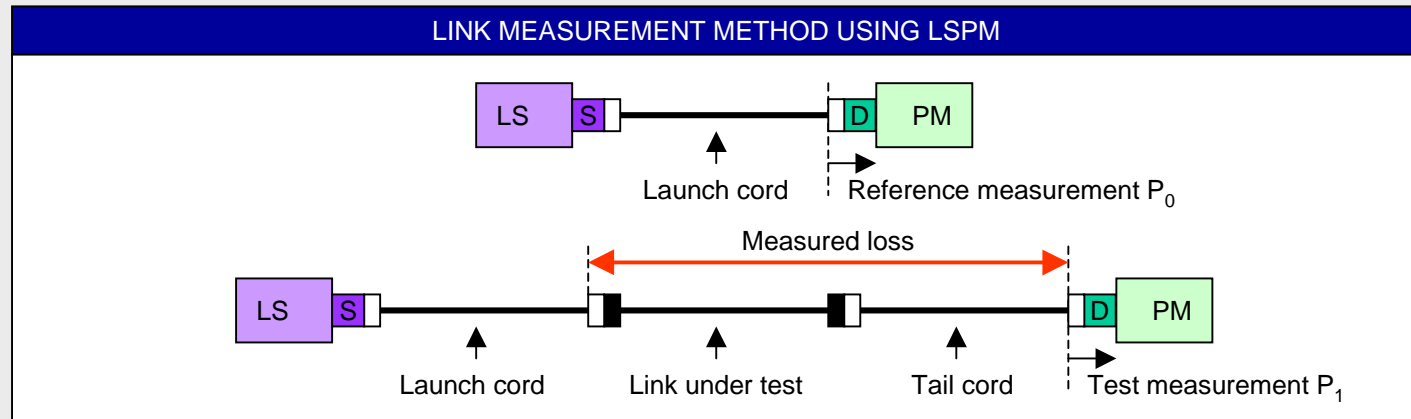 LINK MEASUREMENT METHOD USING LSPM
LS S D PM
Launch cord Reference measurement P₀
Measured loss
LS S D PM
Launch cord Link under test Tail cord Test measurement P₁